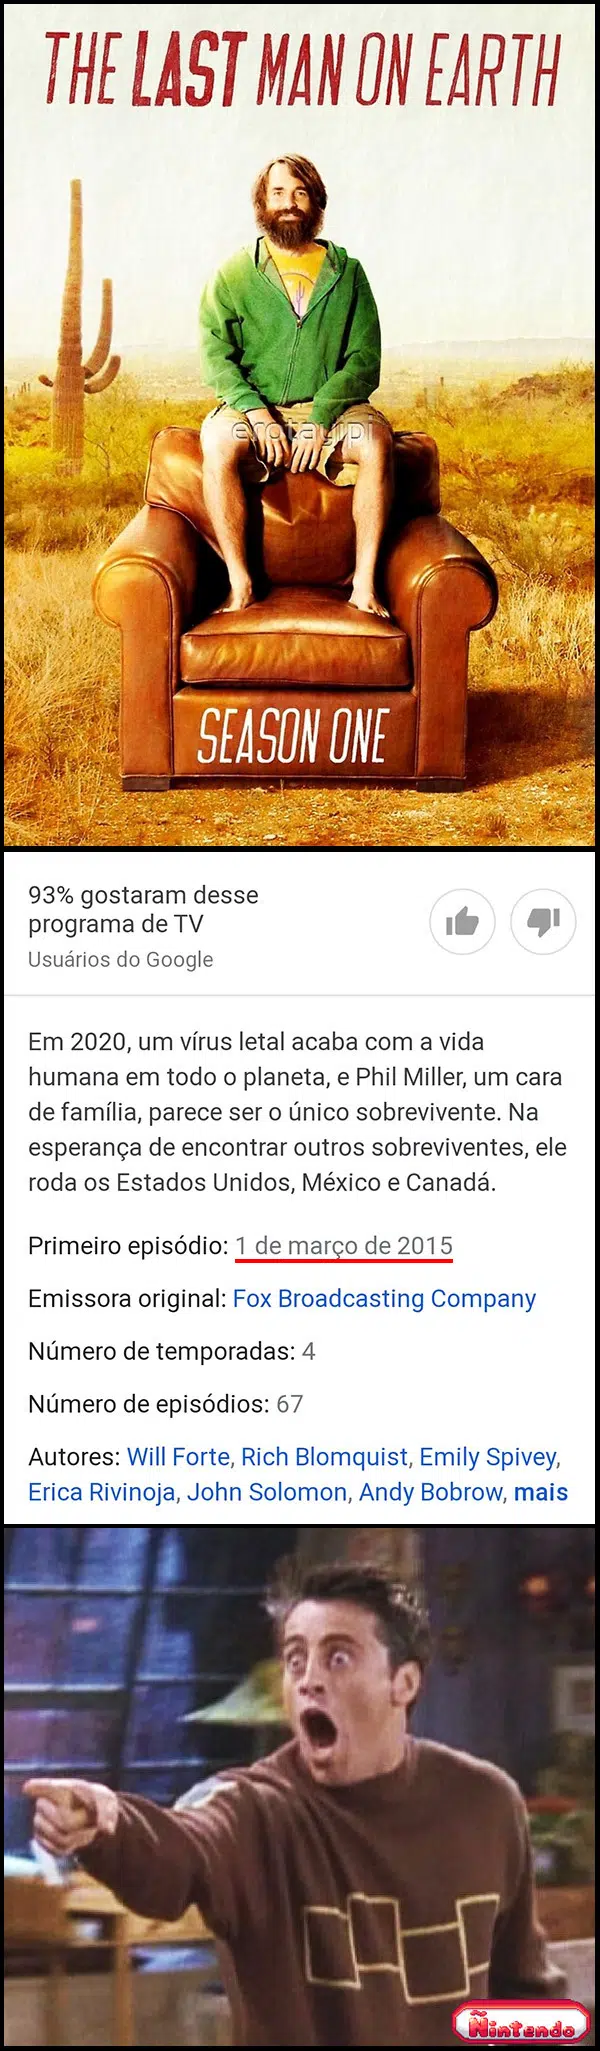 THE LAST MAN ON EARTH
erotayipi
SEASON ONE
93% gostaram desse
programa de TV
Usuários do Google
Em 2020, um vírus letal acaba com a vida
humana em todo o planeta, e Phil Miller, um cara
de família, parece ser o único sobrevivente. Na
esperança de encontrar outros sobreviventes, ele
roda os Estados Unidos, México e Canadá.
Primeiro episódio: 1 de março de 2015
Emissora original: Fox Broadcasting Company
Número de temporadas: 4
Número de episódios: 67
Autores: Will Forte, Rich Blomquist, Emily Spivey,
Erica Rivinoja, John Solomon, Andy Bobrow, mais
Ñintendo